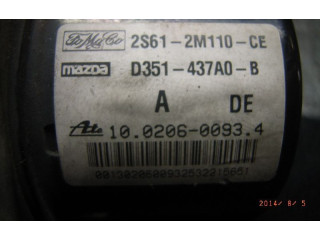 FoMoCo 2S61-2M110-CE
mazda D351-437A0-B
A DE
Ate 10.0206-0093.4
2014/ 8/ 5